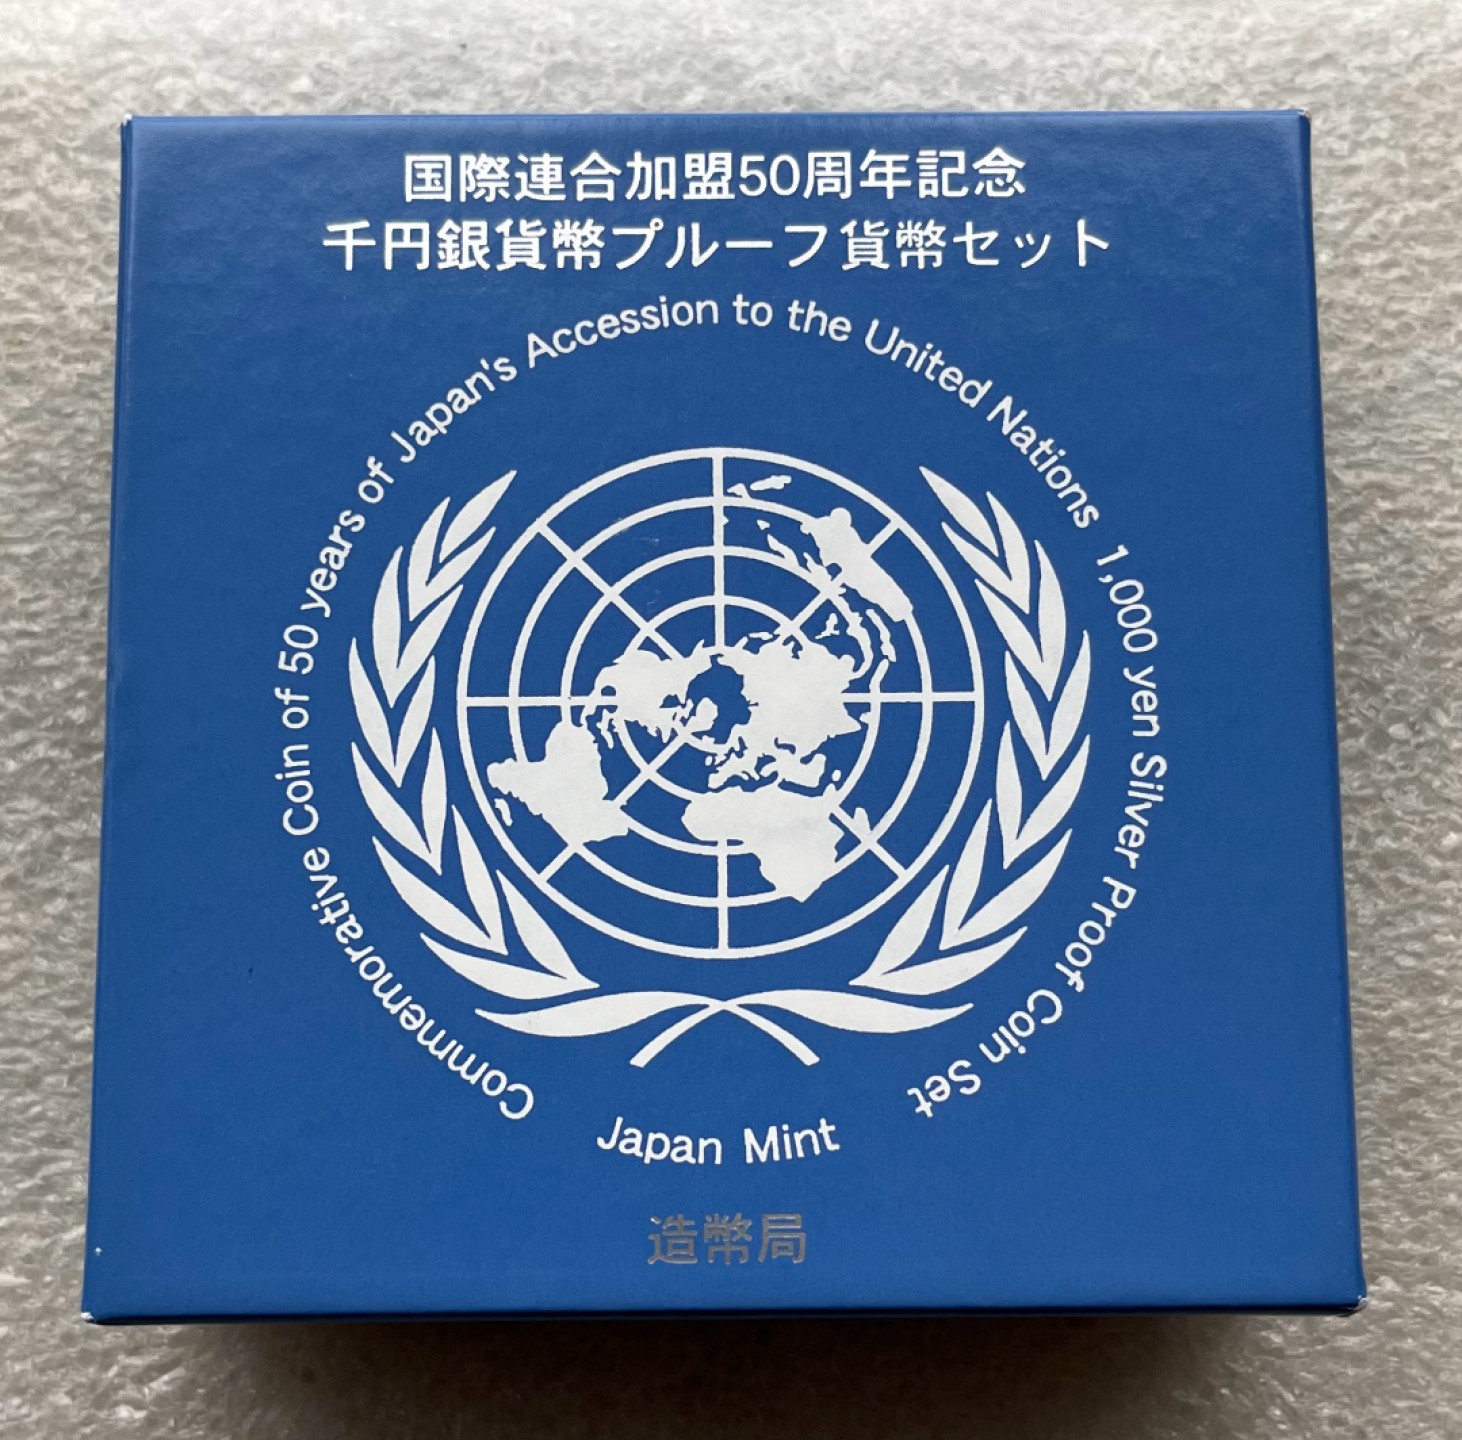 国際連合加盟50周年記念
千円銀貨幣プルーフ貨幣セット
Commemorative Coin of 50 years of Japan's Accession to the United Nations 1,000 yen Silver Proof Coin Set
Japan Mint
造幣局